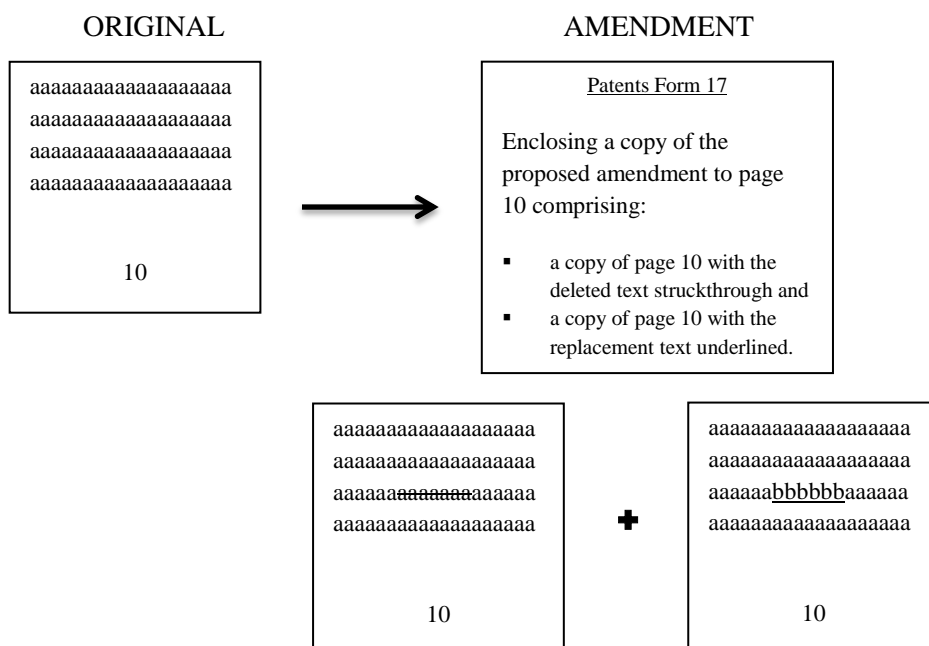 ORIGINAL
aaaaaaaaaaaaaaaaaaa
aaaaaaaaaaaaaaaaaaa
aaaaaaaaaaaaaaaaaaa
aaaaaaaaaaaaaaaaaaa
10
AMENDMENT
Patents Form 17
Enclosing a copy of the
proposed amendment to page
10 comprising:
▪ a copy of page 10 with the
deleted text struckthrough and
▪ a copy of page 10 with the
replacement text underlined.
aaaaaaaaaaaaaaaaaaa
aaaaaaaaaaaaaaaaaaa
aaaaaaaaaaaaaaaaaaa
aaaaaaaaaaaaaaaaaaa
10
aaaaaaaaaaaaaaaaaaa
aaaaaaaaaaaaaaaaaaa
aaaaaabbbbbbaaaaaa
aaaaaaaaaaaaaaaaaaa
10